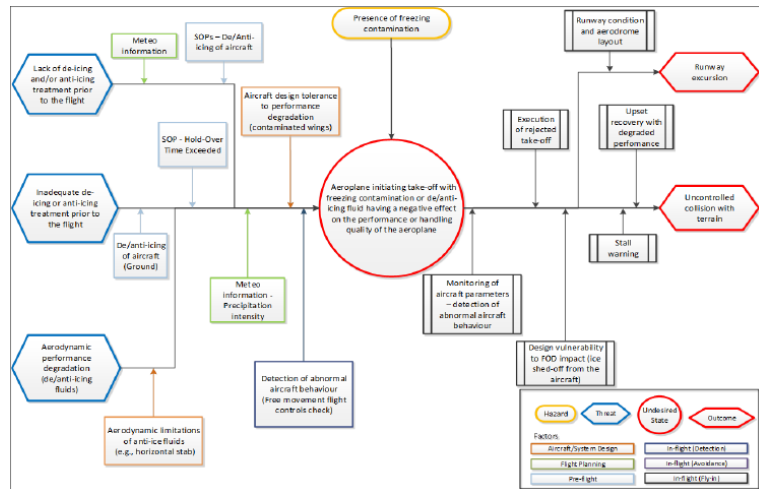 Presence of freezing
contamination
Runway condition
and aerodrome
layout
Runway
excursion
Meteo
information
SOPs – De/Anti-
icing of aircraft
Lack of de-icing
and/or anti-icing
treatment prior
to the flight
Aircraft design tolerance
to performance
degradation
(contaminated wings)
Execution
of rejected
take-off
Upset
recovery with
degraded
perfomance
SOP - Hold-Over
Time Exceeded
Inadequate de-
icing or anti-icing
treatment prior to
the flight
Aeroplane initiating take-off with
freezing contamination or de/anti-
icing fluid having a negative effect
on the performance or handling
quality of the aeroplane
Uncontrolled
collision with
terrain
De/anti-icing
of aircraft
(Ground)
Meteo
information -
Precipitation
intensity
Monitoring of
aircraft parameters
– detection of
abnormal aircraft
behaviour
Stall
warning
Aerodynamic
performance
degradation
(de/anti-icing
fluids)
Detection of abnormal
aircraft behaviour
(Free movement flight
controls check)
Design vulnerability
to FOD impact (ice
shed-off from the
aircraft)
Aerodynamic limitations
of anti-ice fluids
(e.g., horizontal stab)
Hazard
Threat
Undesired
State
Outcome
Factors
Aircraft/System Design
In-flight (Detection)
Flight Planning
In-flight (Avoidance)
Pre-flight
In-flight (Fly-in)